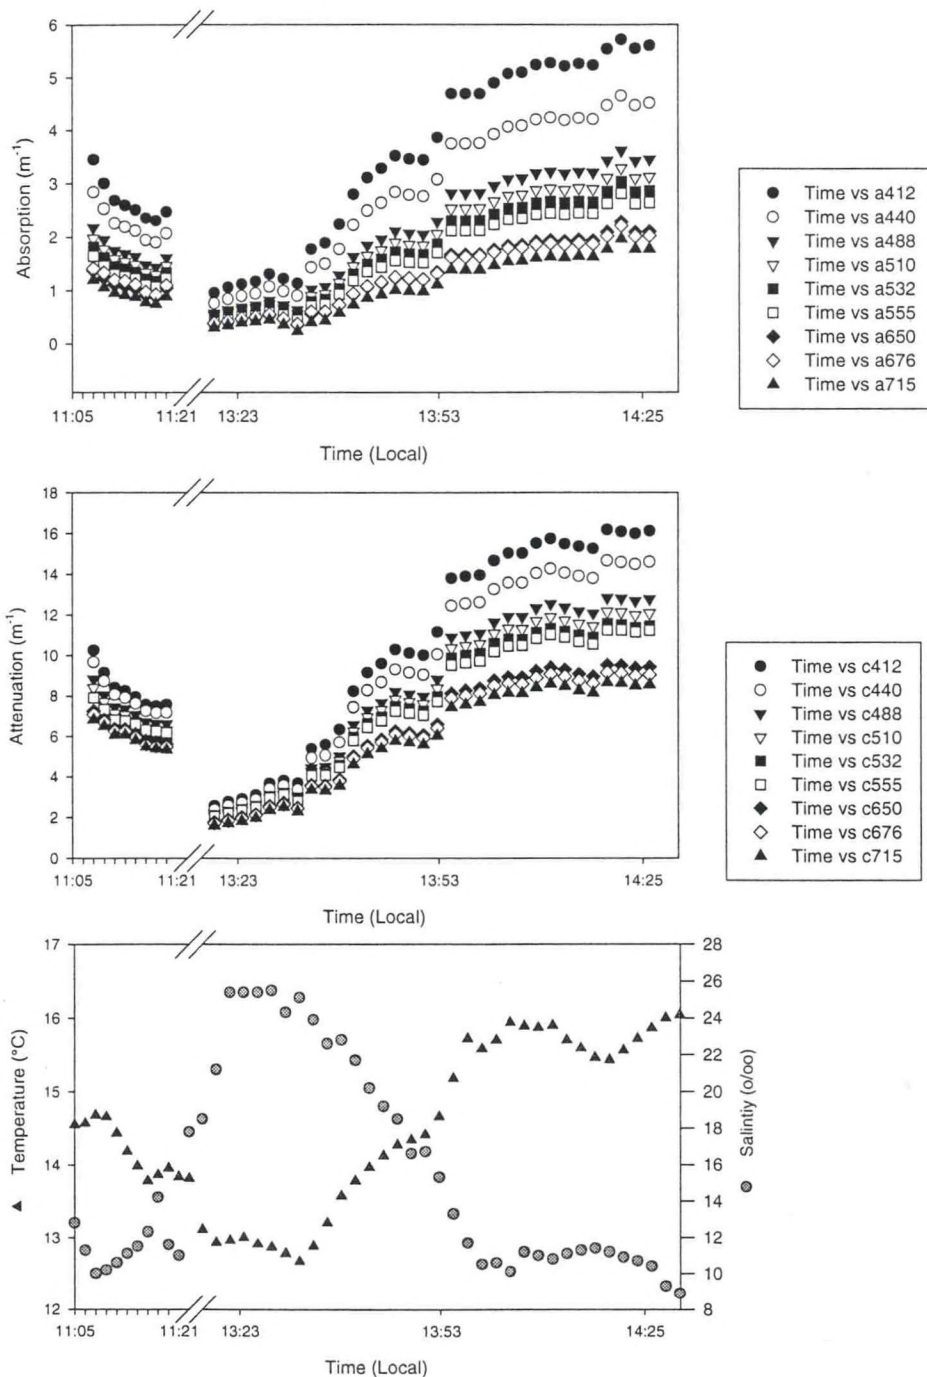 6
5
4
3
2
1
0
Absorption (m-1)
11:05
11:21
13:23
13:53
14:25
Time (Local)
Time vs a412
Time vs a440
Time vs a488
Time vs a510
Time vs a532
Time vs a555
Time vs a650
Time vs a676
Time vs a715
18
16
14
12
10
8
6
4
2
0
Attenuation (m-1)
11:05
11:21
13:23
13:53
14:25
Time (Local)
Time vs c412
Time vs c440
Time vs c488
Time vs c510
Time vs c532
Time vs c555
Time vs c650
Time vs c676
Time vs c715
17
16
15
14
13
12
Temperature (°C)
28
26
24
22
20
18
16
14
12
10
8
Salintiy (o/oo)
11:05
11:21
13:23
13:53
14:25
Time (Local)